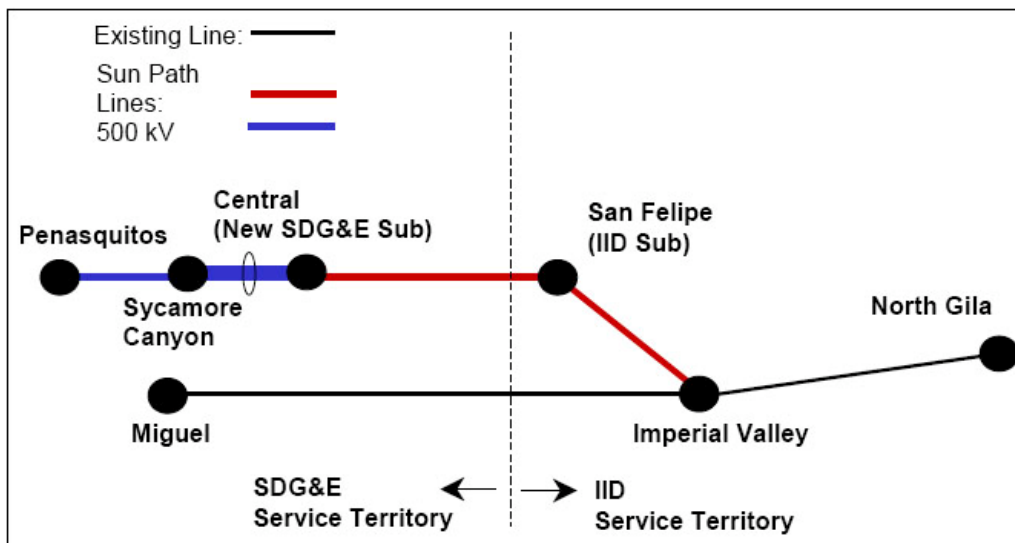 Existing Line:
Sun Path
Lines:
500 kV
Central
(New SDG&E Sub)
San Felipe
(IID Sub)
Penasquitos
Sycamore
Canyon
North Gila
Miguel
Imperial Valley
SDG&E
Service Territory
IID
Service Territory